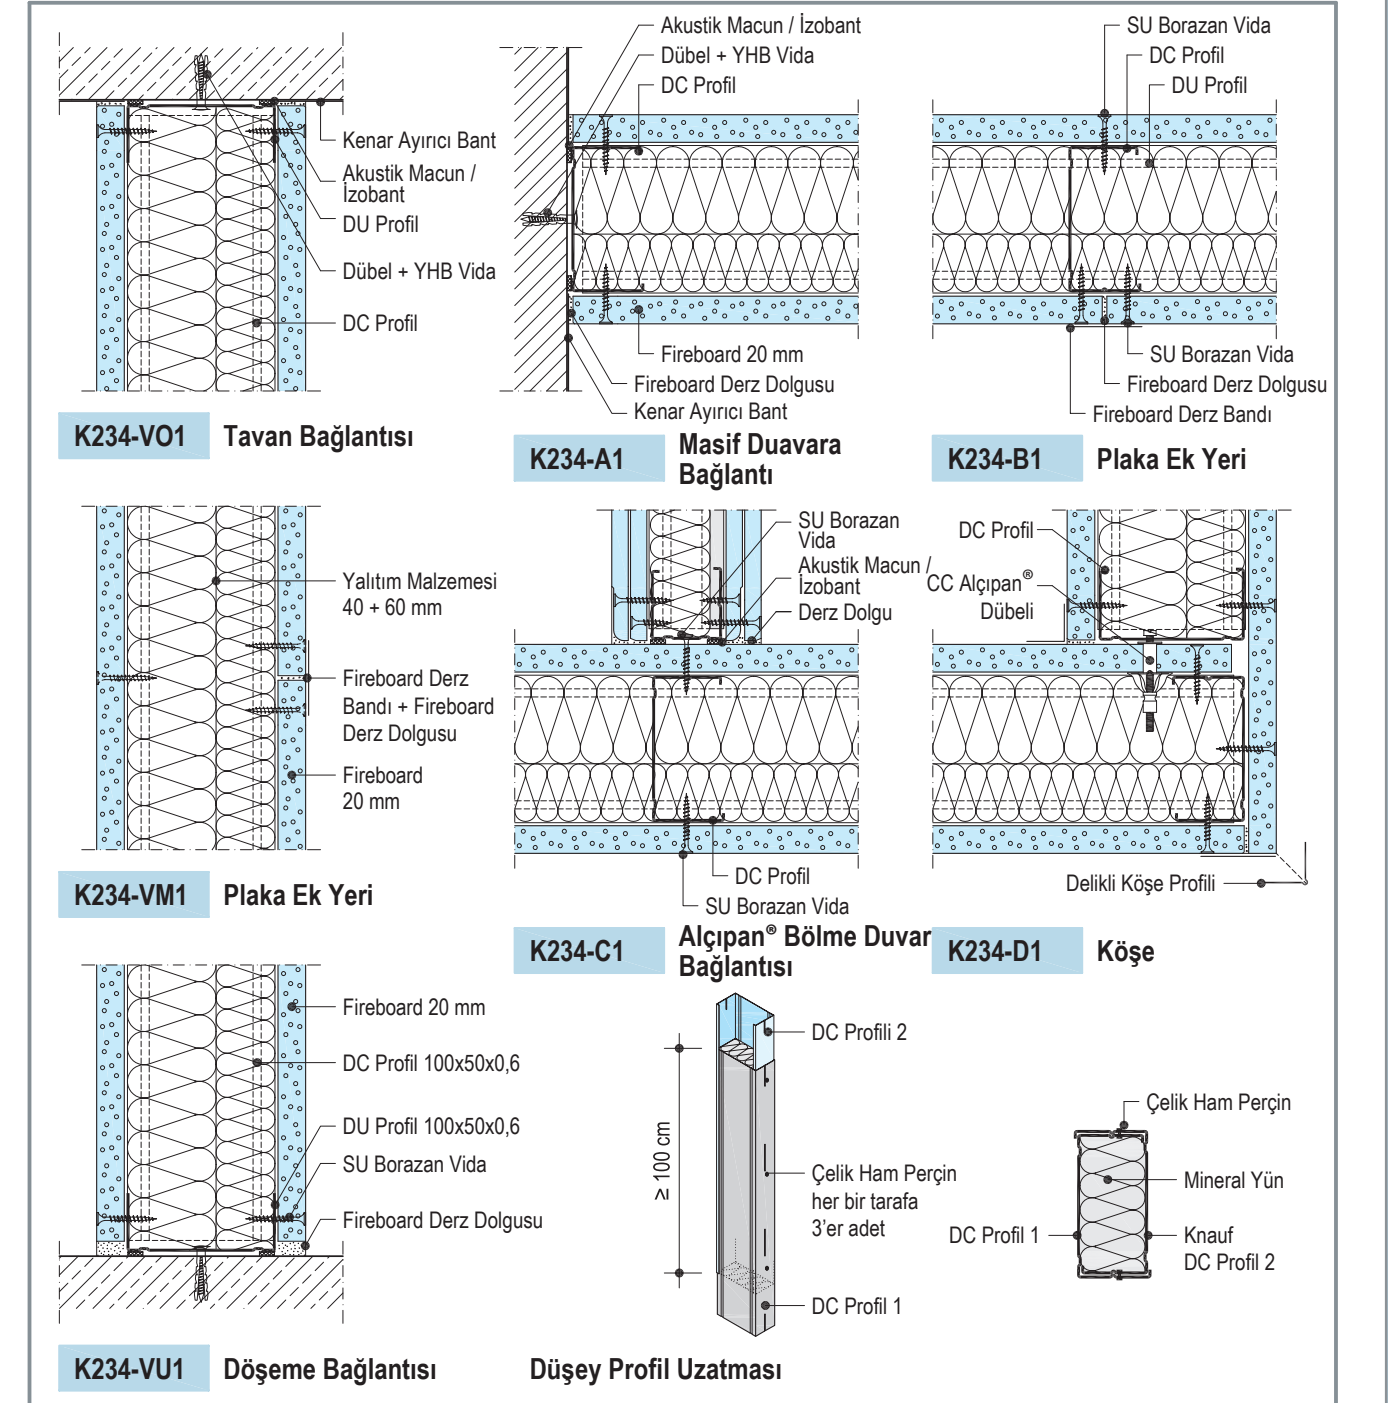 Kenar Ayırıcı Bant
Akustik Macun /
İzobant
DU Profil
Dübel + YHB Vida
DC Profil
K234-VO1 Tavan Bağlantısı
Akustik Macun / İzobant
Dübel + YHB Vida
DC Profil
Fireboard 20 mm
Fireboard Derz Dolgusu
Kenar Ayırıcı Bant
K234-A1 Masif Duavara
Bağlantı
SU Borazan Vida
DC Profil
DU Profil
SU Borazan Vida
Fireboard Derz Dolgusu
Fireboard Derz Bandı
K234-B1 Plaka Ek Yeri
Yalıtım Malzemesi
40 + 60 mm
Fireboard Derz
Bandı + Fireboard
Derz Dolgusu
Fireboard
20 mm
K234-VM1 Plaka Ek Yeri
SU Borazan
Vida
Akustik Macun /
İzobant
Derz Dolgu
DC Profil
SU Borazan Vida
K234-C1 Alçıpan® Bölme Duvar
Bağlantısı
DC Profil
CC Alçıpan®
Dübeli
Delikli Köşe Profili
K234-D1 Köşe
Fireboard 20 mm
DC Profil 100x50x0,6
DU Profil 100x50x0,6
SU Borazan Vida
Fireboard Derz Dolgusu
K234-VU1 Döşeme Bağlantısı
DC Profili 2
≥ 100 cm
Çelik Ham Perçin
her bir tarafa
3'er adet
DC Profil 1
Düşey Profil Uzatması
Çelik Ham Perçin
Mineral Yün
DC Profil 1
Knauf
DC Profil 2